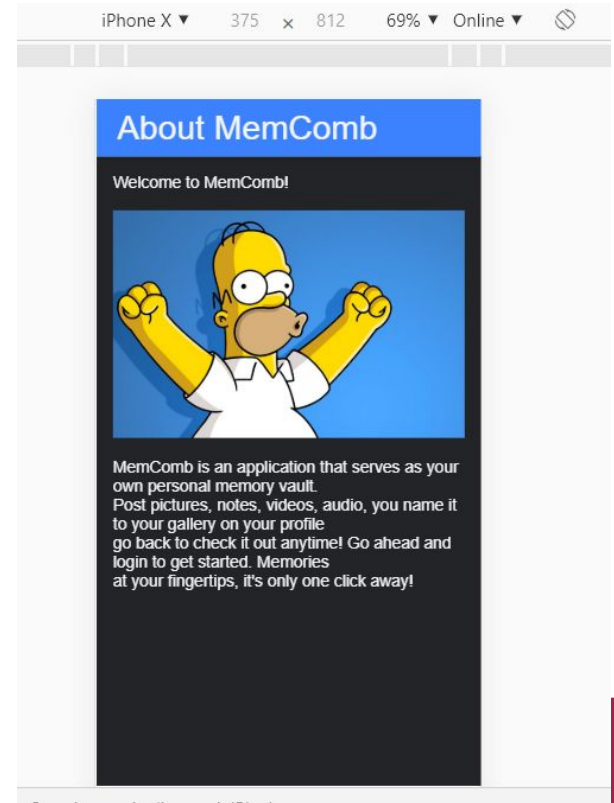 iPhone X ▼ 375 × 812 69% ▼ Online ▼
About MemComb
Welcome to MemComb!
MemComb is an application that serves as your
own personal memory vault.
Post pictures, notes, videos, audio, you name it
to your gallery on your profile
go back to check it out anytime! Go ahead and
login to get started. Memories
at your fingertips, it's only one click away!